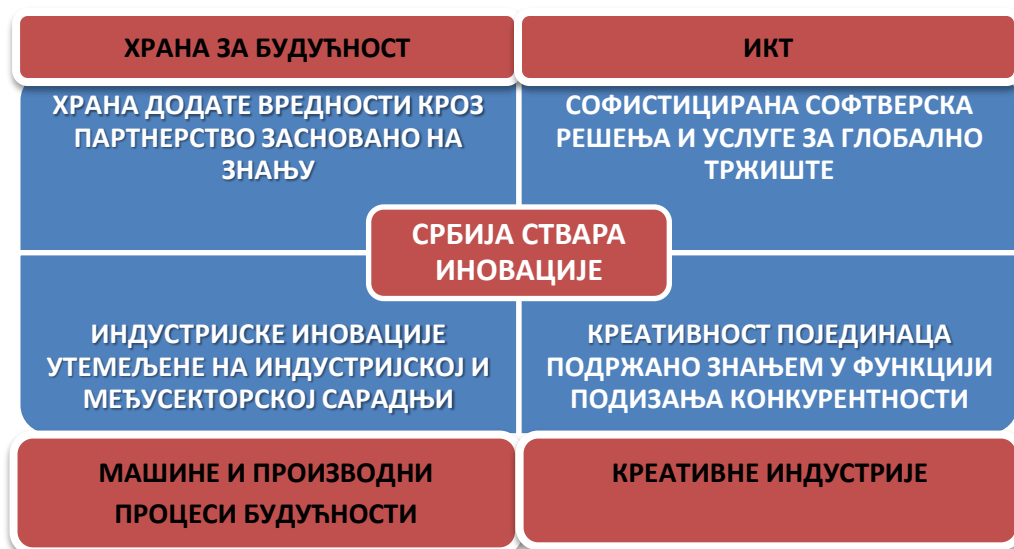 ХРАНА ЗА БУДУЋНОСТ
ИКТ
ХРАНА ДОДАТЕ ВРЕДНОСТИ КРОЗ
ПАРТНЕРСТВО ЗАСНОВАНО НА
ЗНАЊУ
СОФИСТИЦИРАНА СОФТВЕРСКА
РЕШЕЊА И УСЛУГЕ ЗА ГЛОБАЛНО
ТРЖИШТЕ
СРБИЈА СТВАРА
ИНОВАЦИЈЕ
ИНДУСТРИЈСКЕ ИНОВАЦИЈЕ
УТЕМЕЉЕНЕ НА ИНДУСТРИЈСКОЈ И
МЕЂУСЕКТОРСКОЈ САРАДЊИ
КРЕАТИВНОСТ ПОЈЕДИНАЦА
ПОДРЖАНО ЗНАЊЕМ У ФУНКЦИЈИ
ПОДИЗАЊА КОНКУРЕНТНОСТИ
МАШИНЕ И ПРОИЗВОДНИ
ПРОЦЕСИ БУДУЋНОСТИ
КРЕАТИВНЕ ИНДУСТРИЈЕ